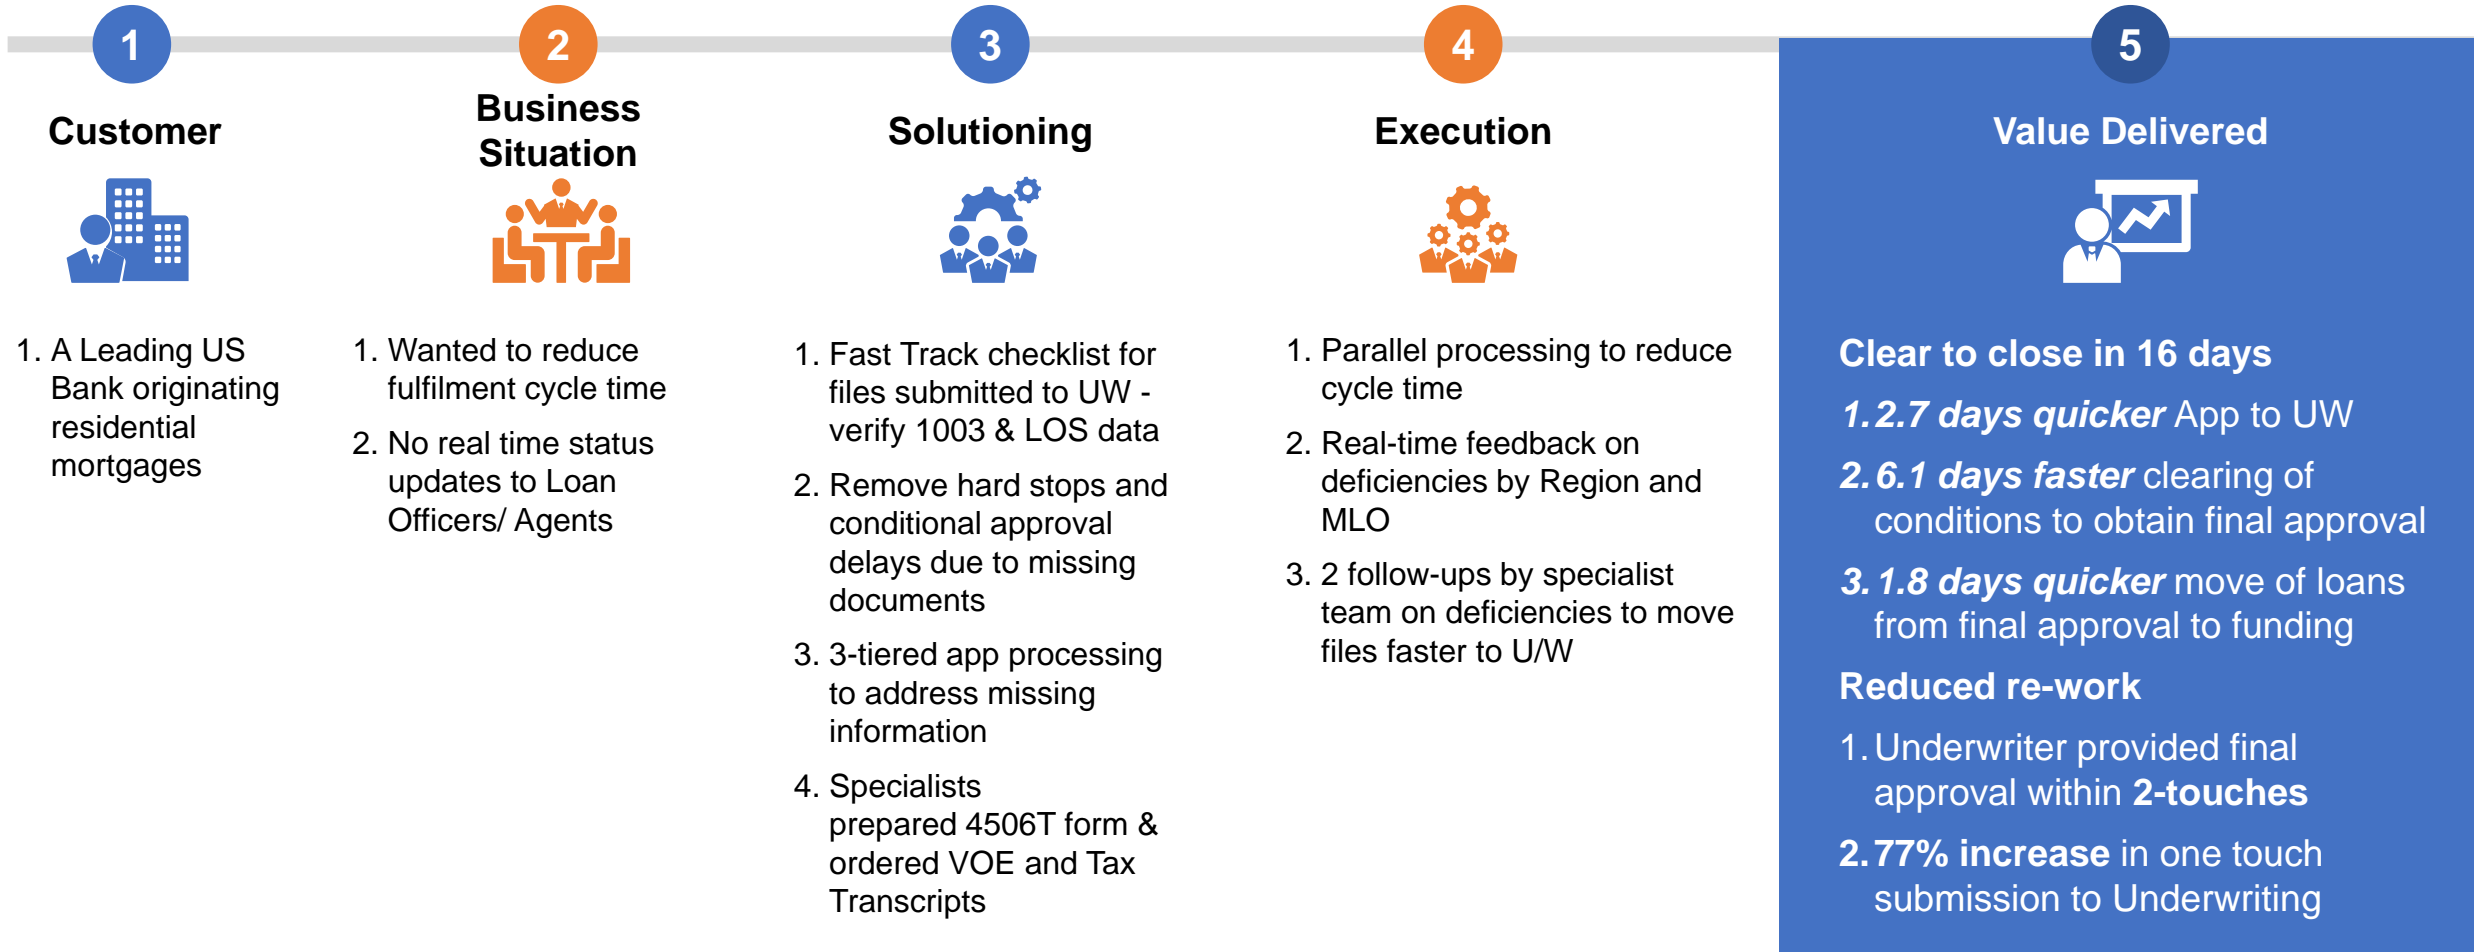 1
Customer
1. A Leading US
Bank originating
residential
mortgages
2
Business
Situation
1. Wanted to reduce
fulfilment cycle time
2. No real time status
updates to Loan
Officers/ Agents
3
Solutioning
1. Fast Track checklist for
files submitted to UW -
verify 1003 & LOS data
2. Remove hard stops and
conditional approval
delays due to missing
documents
3. 3-tiered app processing
to address missing
information
4. Specialists
prepared 4506T form &
ordered VOE and Tax
Transcripts
4
Execution
1. Parallel processing to reduce
cycle time
2. Real-time feedback on
deficiencies by Region and
MLO
3. 2 follow-ups by specialist
team on deficiencies to move
files faster to U/W
5
Value Delivered
Clear to close in 16 days
1. 2.7 days quicker App to UW
2. 6.1 days faster clearing of
conditions to obtain final approval
3. 1.8 days quicker move of loans
from final approval to funding
Reduced re-work
1. Underwriter provided final
approval within 2-touches
2. 77% increase in one touch
submission to Underwriting